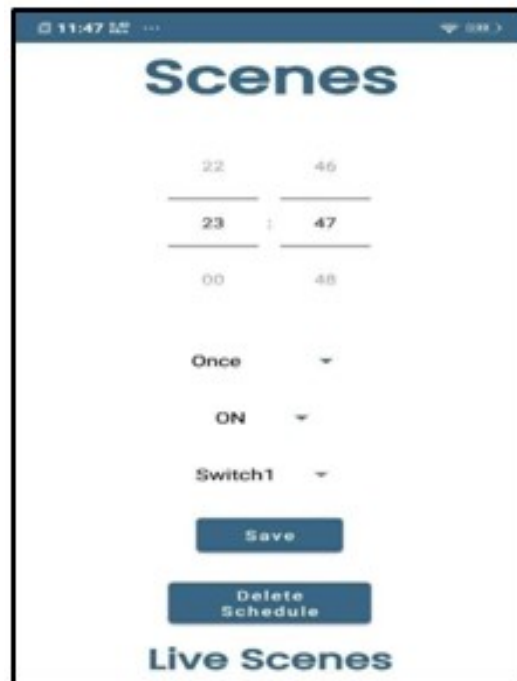 11:47
Scenes
22 46
23 : 47
00 48
Once
ON
Switch1
Save
Delete
Schedule
Live Scenes